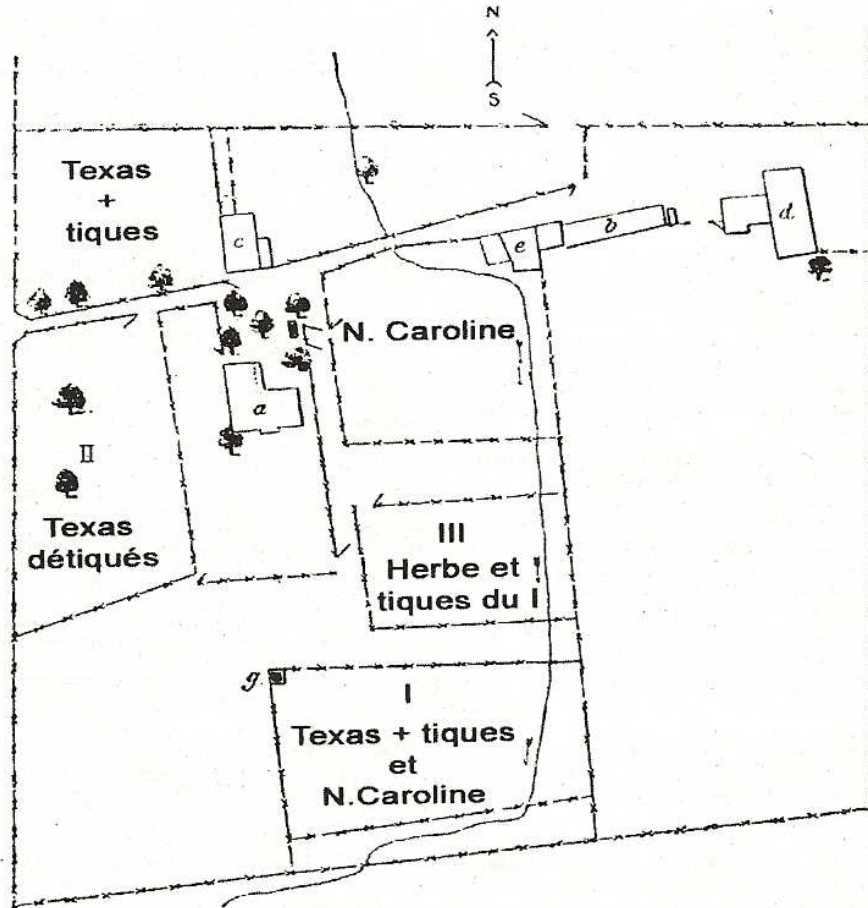 N
S
Texas
+
tiques
c
e
b
d
N. Caroline
a
II
Texas
détiqués
III
Herbe et
tiques du I
g.
I
Texas + tiques
et
N.Caroline